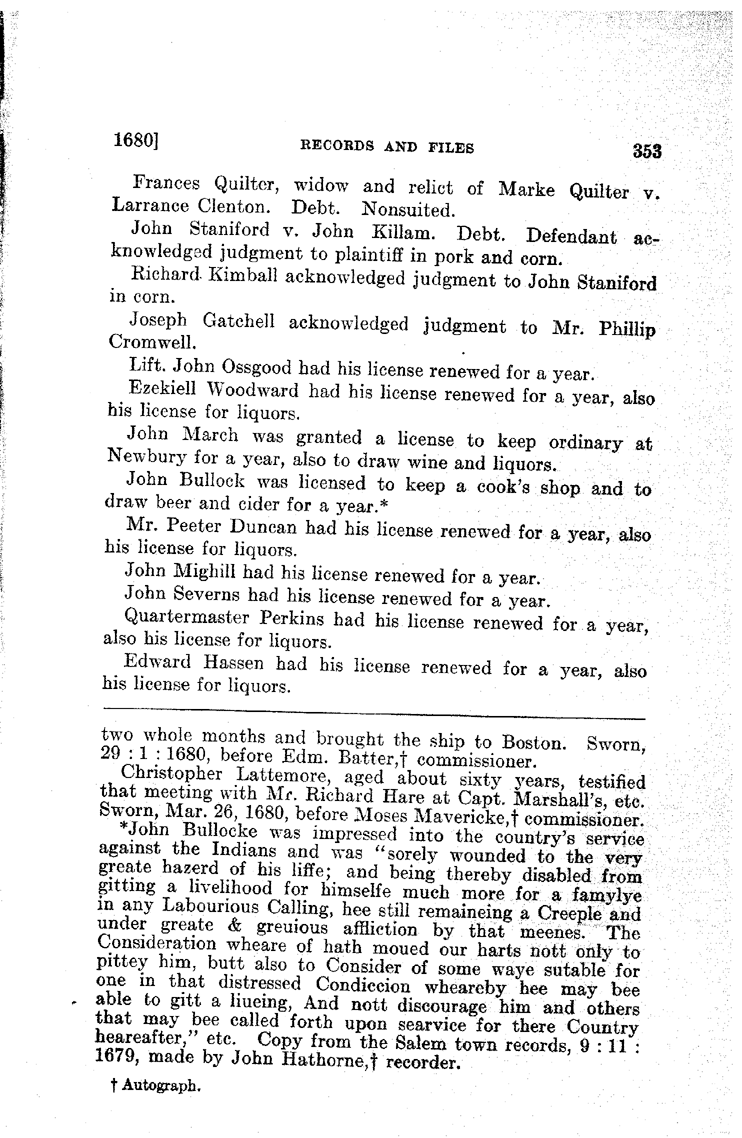 1680] RECORDS AND FILES 353
Frances Quilter, widow and relict of Marke Quilter v.
Larrance Clenton. Debt. Nonsuited.
John Staniford v. John Killam. Debt. Defendant ac-
knowledged judgment to plaintiff in pork and corn.
Richard Kimball acknowledged judgment to John Staniford
in corn.
Joseph Gatchell acknowledged judgment to Mr. Phillip
Cromwell.
Lift. John Ossgood had his license renewed for a year.
Ezekiell Woodward had his license renewed for a year, also
his license for liquors.
John March was granted a license to keep ordinary at
Newbury for a year, also to draw wine and liquors.
John Bullock was licensed to keep a cook's shop and to
draw beer and cider for a year.*
Mr. Peeter Duncan had his license renewed for a year, also
his license for liquors.
John Mighill had his license renewed for a year.
John Severns had his license renewed for a year.
Quartermaster Perkins had his license renewed for a year,
also his license for liquors.
Edward Hassen had his license renewed for a year, also
his license for liquors.
two whole months and brought the ship to Boston. Sworn,
29 : 1 : 1680, before Edm. Batter,† commissioner.
Christopher Lattemore, aged about sixty years, testified
that meeting with Mr. Richard Hare at Capt. Marshall's, etc.
Sworn, Mar. 26, 1680, before Moses Mavericke,† commissioner.
*John Bullocke was impressed into the country's service
against the Indians and was "sorely wounded to the very
greate hazerd of his liffe; and being thereby disabled from
gitting a livelihood for himselfe much more for a famylye
in any Labourious Calling, hee still remaineing a Creeple and
under greate & greuious affliction by that meenes. The
Consideration wheare of hath moued our harts nott only to
pittey him, butt also to Consider of some waye sutable for
one in that distressed Condiccion wheareby hee may bee
able to gitt a liueing, And nott discourage him and others
that may bee called forth upon searvice for there Country
heareafter," etc. Copy from the Salem town records, 9 : 11 :
1679, made by John Hathorne,† recorder.
† Autograph.